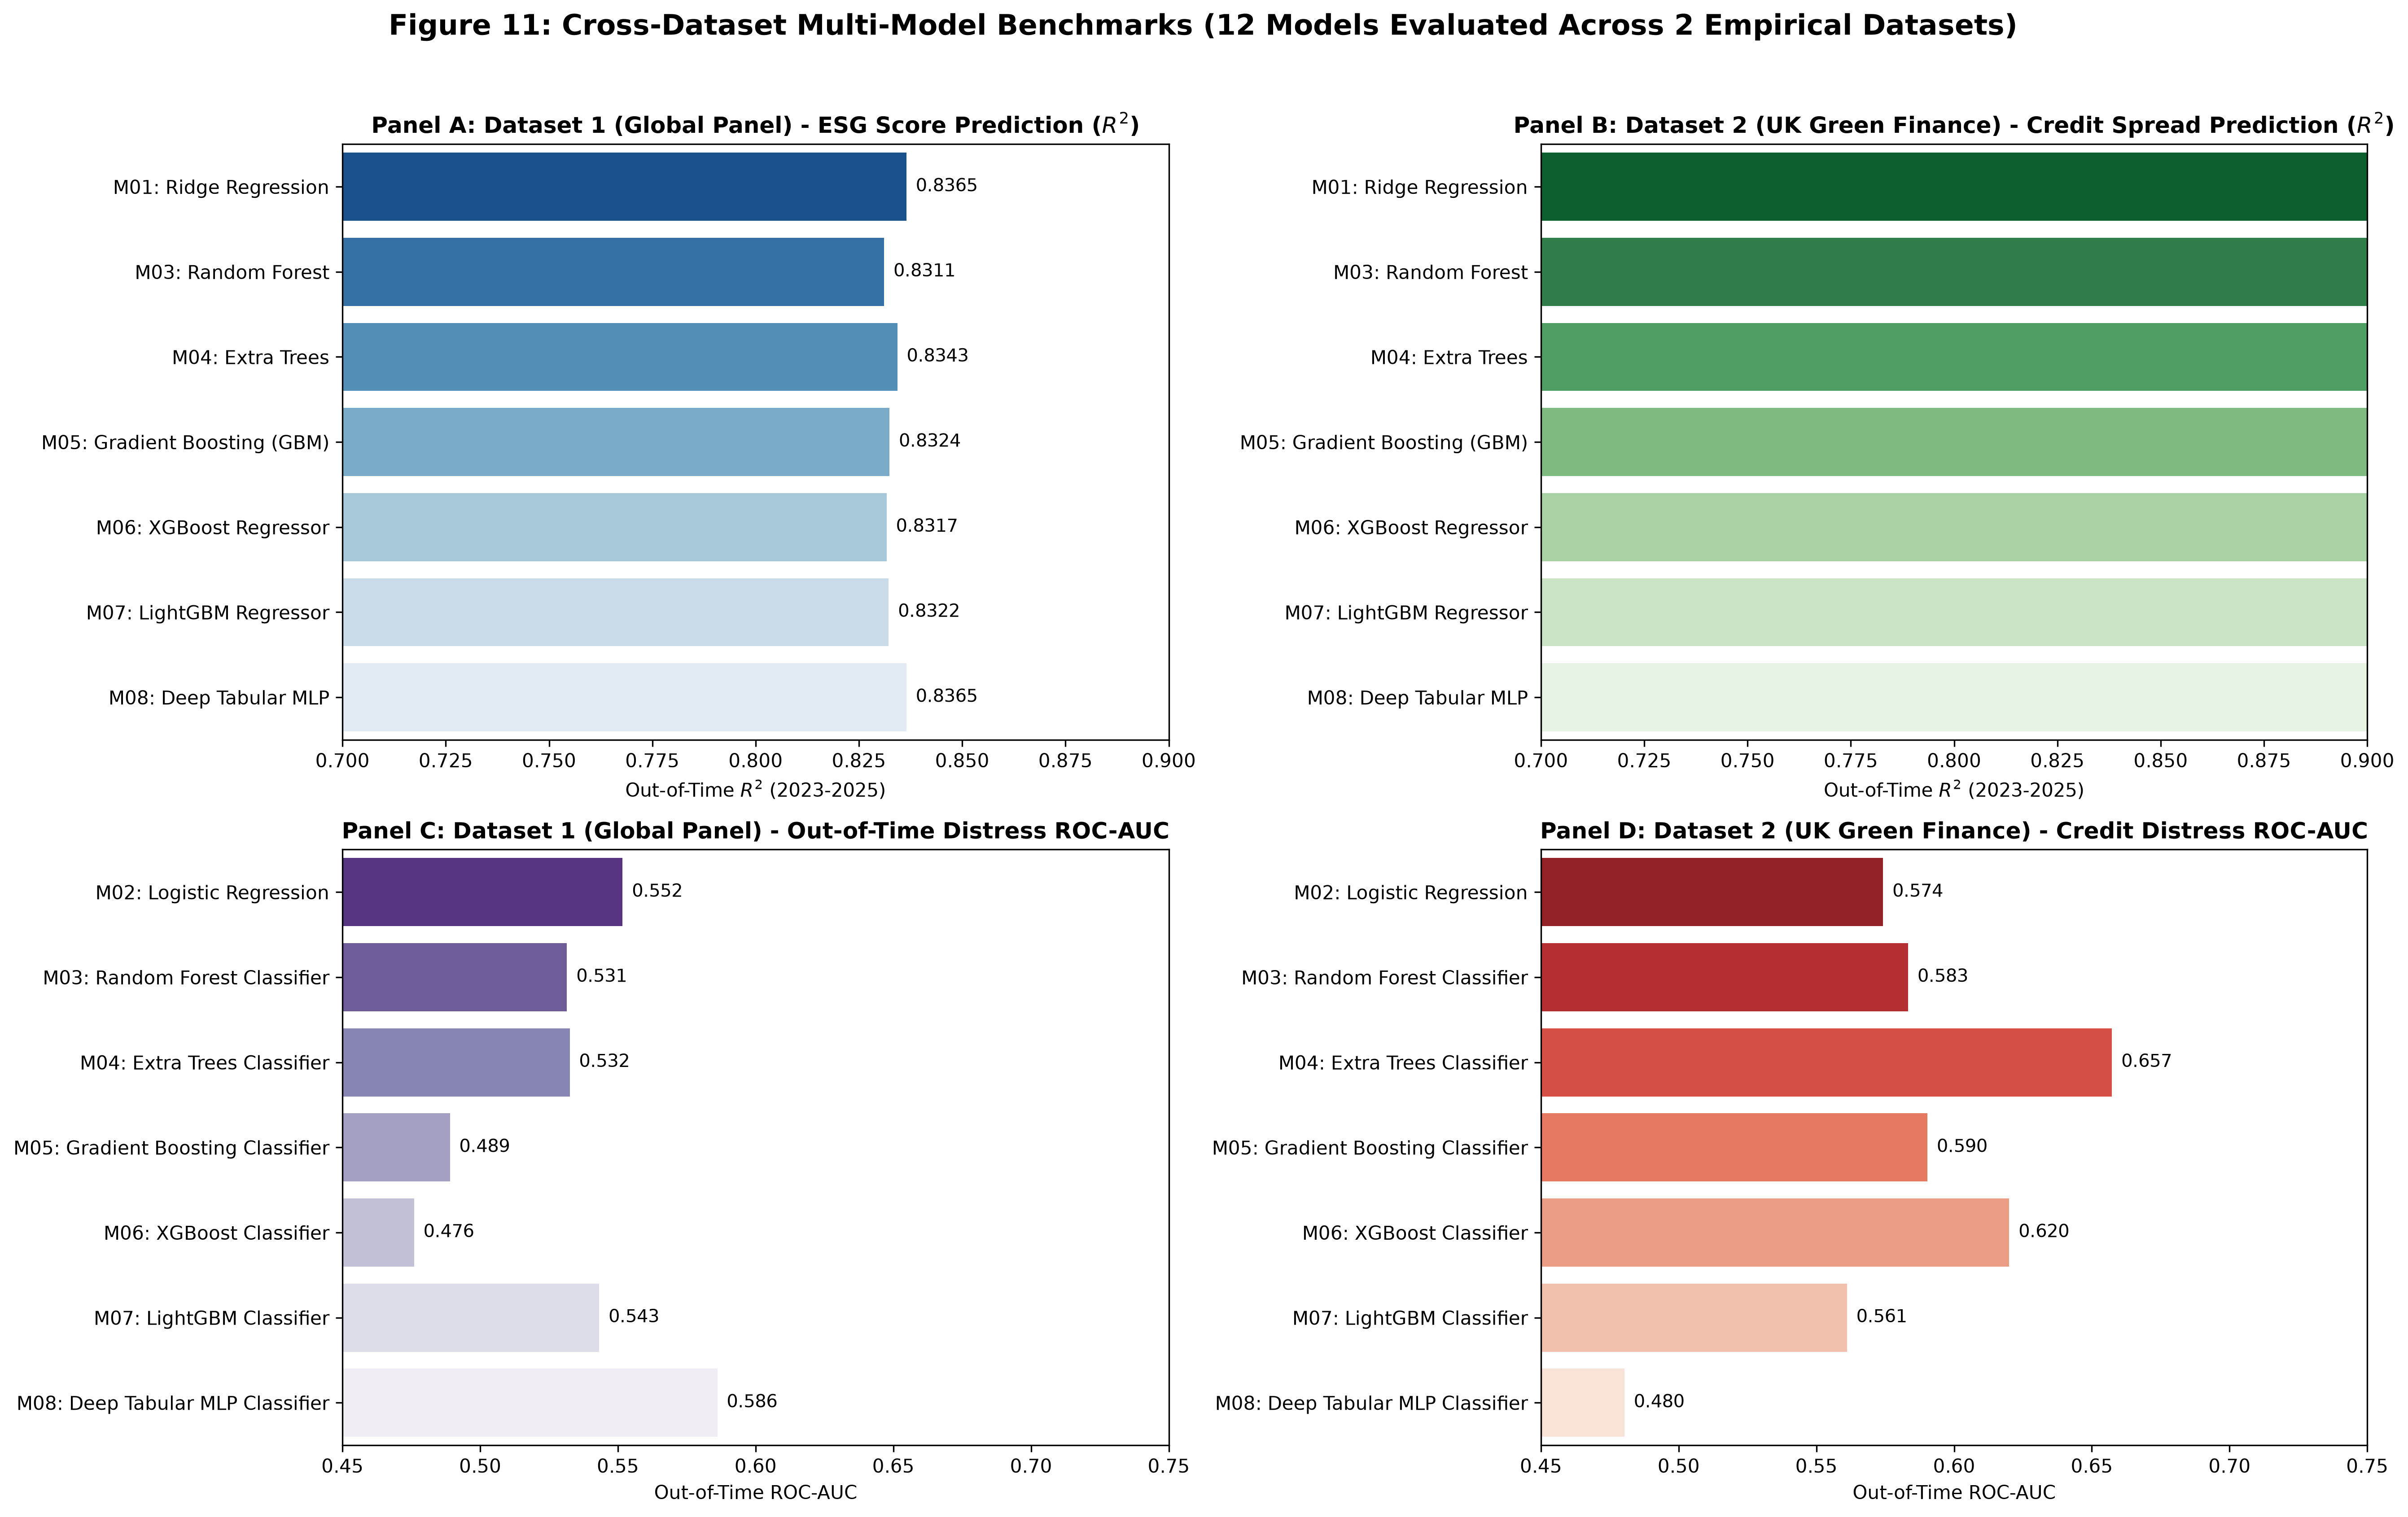 Figure 11: Cross-Dataset Multi-Model Benchmarks (12 Models Evaluated Across 2 Empirical Datasets)
Panel A: Dataset 1 (Global Panel) - ESG Score Prediction (R²)
M01: Ridge Regression
0.8365
M03: Random Forest
0.8311
M04: Extra Trees
0.8343
M05: Gradient Boosting (GBM)
0.8324
M06: XGBoost Regressor
0.8317
M07: LightGBM Regressor
0.8322
M08: Deep Tabular MLP
0.8365
0.700 0.725 0.750 0.775 0.800 0.825 0.850 0.875 0.900
Out-of-Time R² (2023-2025)
Panel B: Dataset 2 (UK Green Finance) - Credit Spread Prediction (R²)
M01: Ridge Regression
M03: Random Forest
M04: Extra Trees
M05: Gradient Boosting (GBM)
M06: XGBoost Regressor
M07: LightGBM Regressor
M08: Deep Tabular MLP
0.700 0.725 0.750 0.775 0.800 0.825 0.850 0.875 0.900
Out-of-Time R² (2023-2025)
Panel C: Dataset 1 (Global Panel) - Out-of-Time Distress ROC-AUC
M02: Logistic Regression
0.552
M03: Random Forest Classifier
0.531
M04: Extra Trees Classifier
0.532
M05: Gradient Boosting Classifier
0.489
M06: XGBoost Classifier
0.476
M07: LightGBM Classifier
0.543
M08: Deep Tabular MLP Classifier
0.586
0.45 0.50 0.55 0.60 0.65 0.70 0.75
Out-of-Time ROC-AUC
Panel D: Dataset 2 (UK Green Finance) - Credit Distress ROC-AUC
M02: Logistic Regression
0.574
M03: Random Forest Classifier
0.583
M04: Extra Trees Classifier
0.657
M05: Gradient Boosting Classifier
0.590
M06: XGBoost Classifier
0.620
M07: LightGBM Classifier
0.561
M08: Deep Tabular MLP Classifier
0.480
0.45 0.50 0.55 0.60 0.65 0.70 0.75
Out-of-Time ROC-AUC